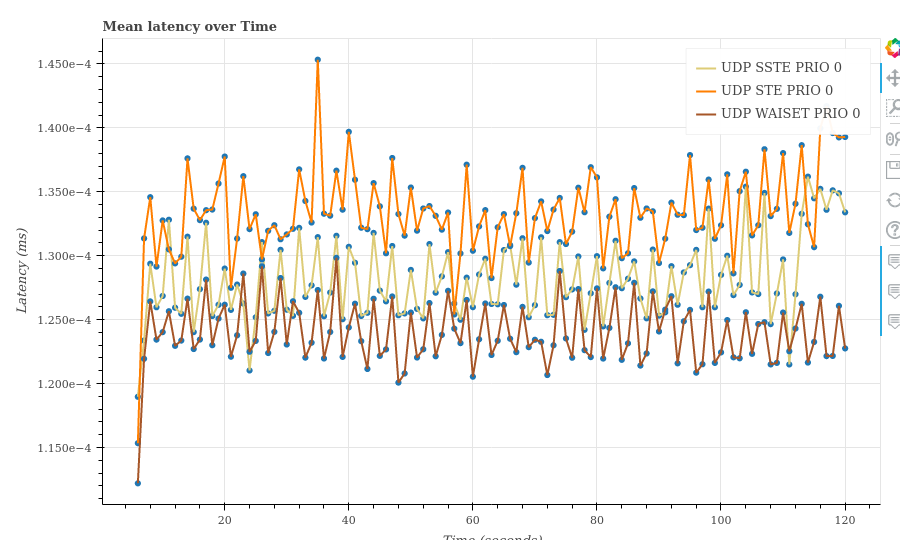 Mean latency over Time
UDP SSTE PRIO 0
UDP STE PRIO 0
UDP WAISET PRIO 0
Latency (ms)
1.450e−4
1.400e−4
1.350e−4
1.300e−4
1.250e−4
1.200e−4
1.150e−4
20
40
60
80
100
120
Time (seconds)